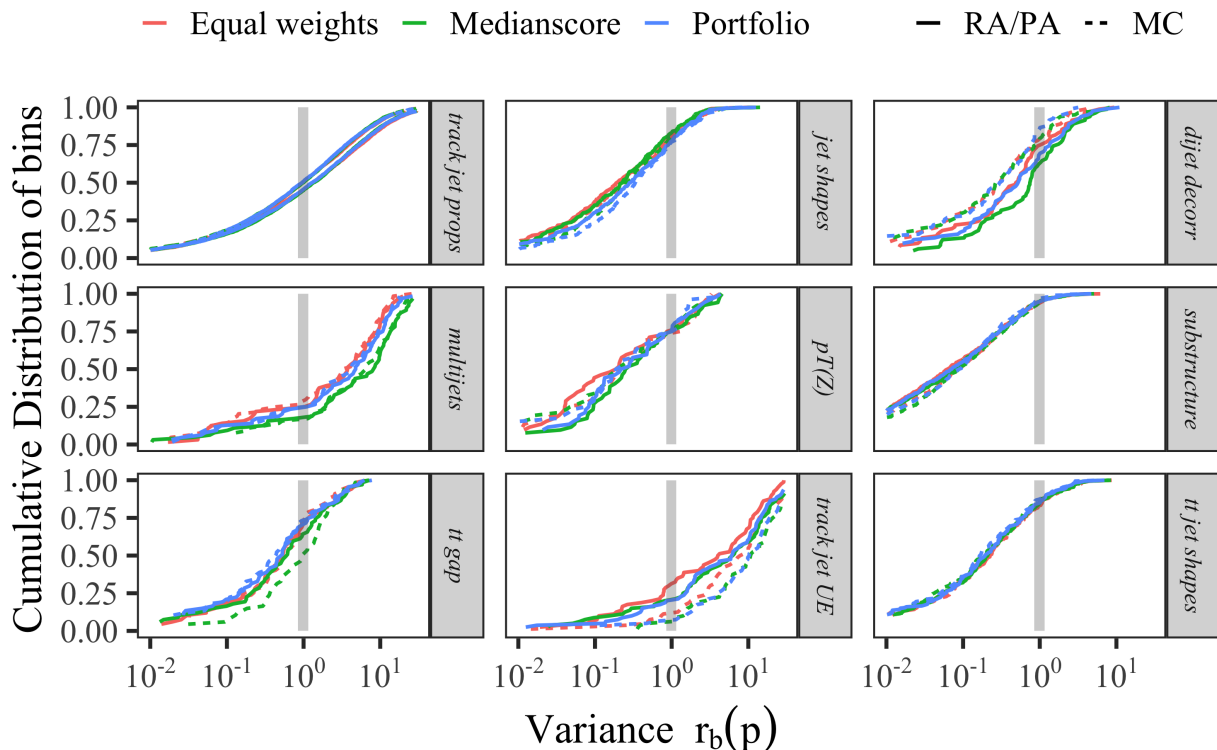 Equal weights Medianscore Portfolio RA/PA MC
Cumulative Distribution of bins
1.00
0.75
0.50
0.25
0.00
track jet props
jet shapes
dijet decorr
1.00
0.75
0.50
0.25
0.00
multijets
pT(Z)
substructure
1.00
0.75
0.50
0.25
0.00
tt gap
track jet UE
tt jet shapes
10⁻² 10⁻¹ 10⁰ 10¹ 10⁻² 10⁻¹ 10⁰ 10¹ 10⁻² 10⁻¹ 10⁰ 10¹
Variance r_b(p)